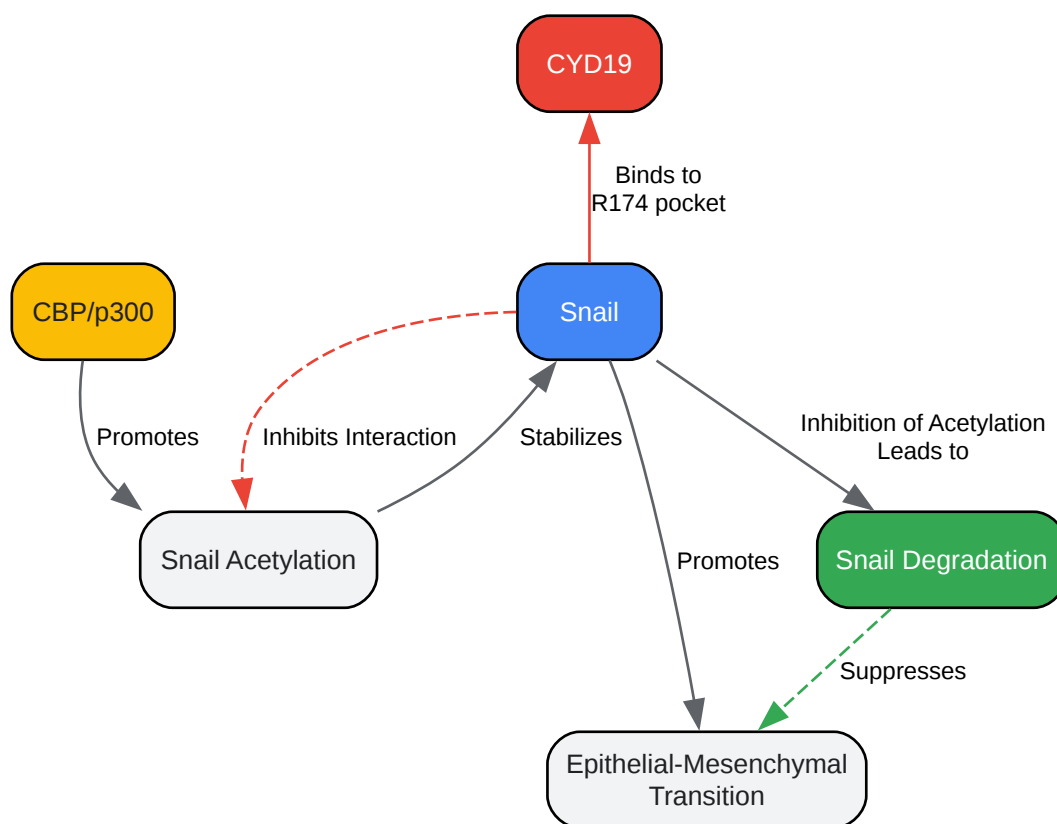 CYD19
Binds to
R174 pocket
CBP/p300
Snail
Promotes
Inhibits Interaction
Stabilizes
Inhibition of Acetylation
Leads to
Snail Acetylation
Promotes
Snail Degradation
Suppresses
Epithelial-Mesenchymal
Transition